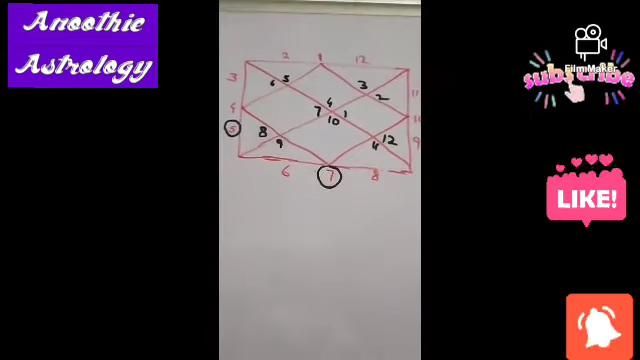 Anoothie
Astrology
FilmMaker
subscribe
2 1 12
3 6 5 3 2 11
4 7 4 1 10
5 8 9 10 12 9
6 7 8
LIKE!